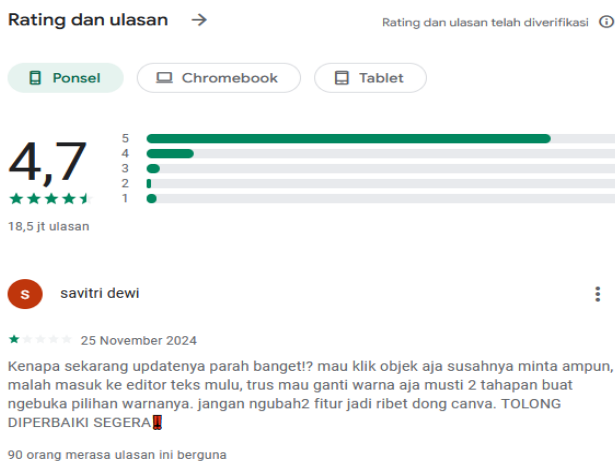 Rating dan ulasan →
Rating dan ulasan telah diverifikasi
Ponsel
Chromebook
Tablet
4,7
5
4
3
2
1
18,5 jt ulasan
S
savitri dewi
25 November 2024
Kenapa sekarang updatenya parah banget!? mau klik objek aja susahnya minta ampun,
malah masuk ke editor teks mulu, trus mau ganti warna aja musti 2 tahapan buat
ngebuka pilihan warnanya. jangan ngubah2 fitur jadi ribet dong canva. TOLONG
DIPERBAIKI SEGERA‼️
90 orang merasa ulasan ini berguna